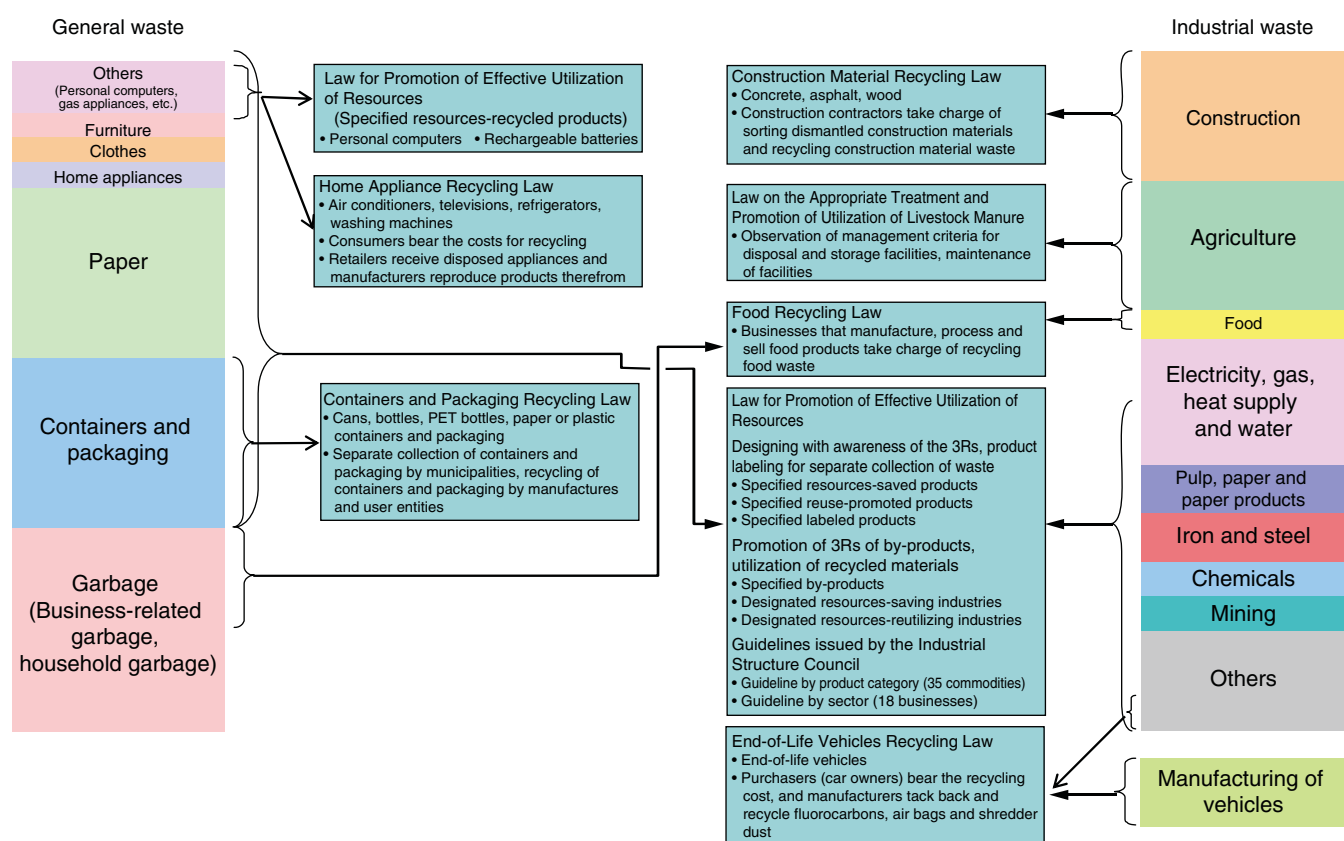 General waste
Others
(Personal computers,
gas appliances, etc.)
Furniture
Clothes
Home appliances
Paper
Containers and
packaging
Garbage
(Business-related
garbage,
household garbage)
Law for Promotion of Effective Utilization
of Resources
(Specified resources-recycled products)
• Personal computers • Rechargeable batteries
Home Appliance Recycling Law
• Air conditioners, televisions, refrigerators,
washing machines
• Consumers bear the costs for recycling
• Retailers receive disposed appliances and
manufacturers reproduce products therefrom
Containers and Packaging Recycling Law
• Cans, bottles, PET bottles, paper or plastic
containers and packaging
• Separate collection of containers and
packaging by municipalities, recycling of
containers and packaging by manufactures
and user entities
Construction Material Recycling Law
• Concrete, asphalt, wood
• Construction contractors take charge of
sorting dismantled construction materials
and recycling construction material waste
Law on the Appropriate Treatment and
Promotion of Utilization of Livestock Manure
• Observation of management criteria for
disposal and storage facilities, maintenance
of facilities
Food Recycling Law
• Businesses that manufacture, process and
sell food products take charge of recycling
food waste
Law for Promotion of Effective Utilization of
Resources
Designing with awareness of the 3Rs, product
labeling for separate collection of waste
• Specified resources-saved products
• Specified reuse-promoted products
• Specified labeled products
Promotion of 3Rs of by-products,
utilization of recycled materials
• Specified by-products
• Designated resources-saving industries
• Designated resources-reutilizing industries
Guidelines issued by the Industrial
Structure Council
• Guideline by product category (35 commodities)
• Guideline by sector (18 businesses)
End-of-Life Vehicles Recycling Law
• End-of-life vehicles
• Purchasers (car owners) bear the recycling
cost, and manufacturers tack back and
recycle fluorocarbons, air bags and shredder
dust
Industrial waste
Construction
Agriculture
Food
Electricity, gas,
heat supply
and water
Pulp, paper and
paper products
Iron and steel
Chemicals
Mining
Others
Manufacturing of
vehicles